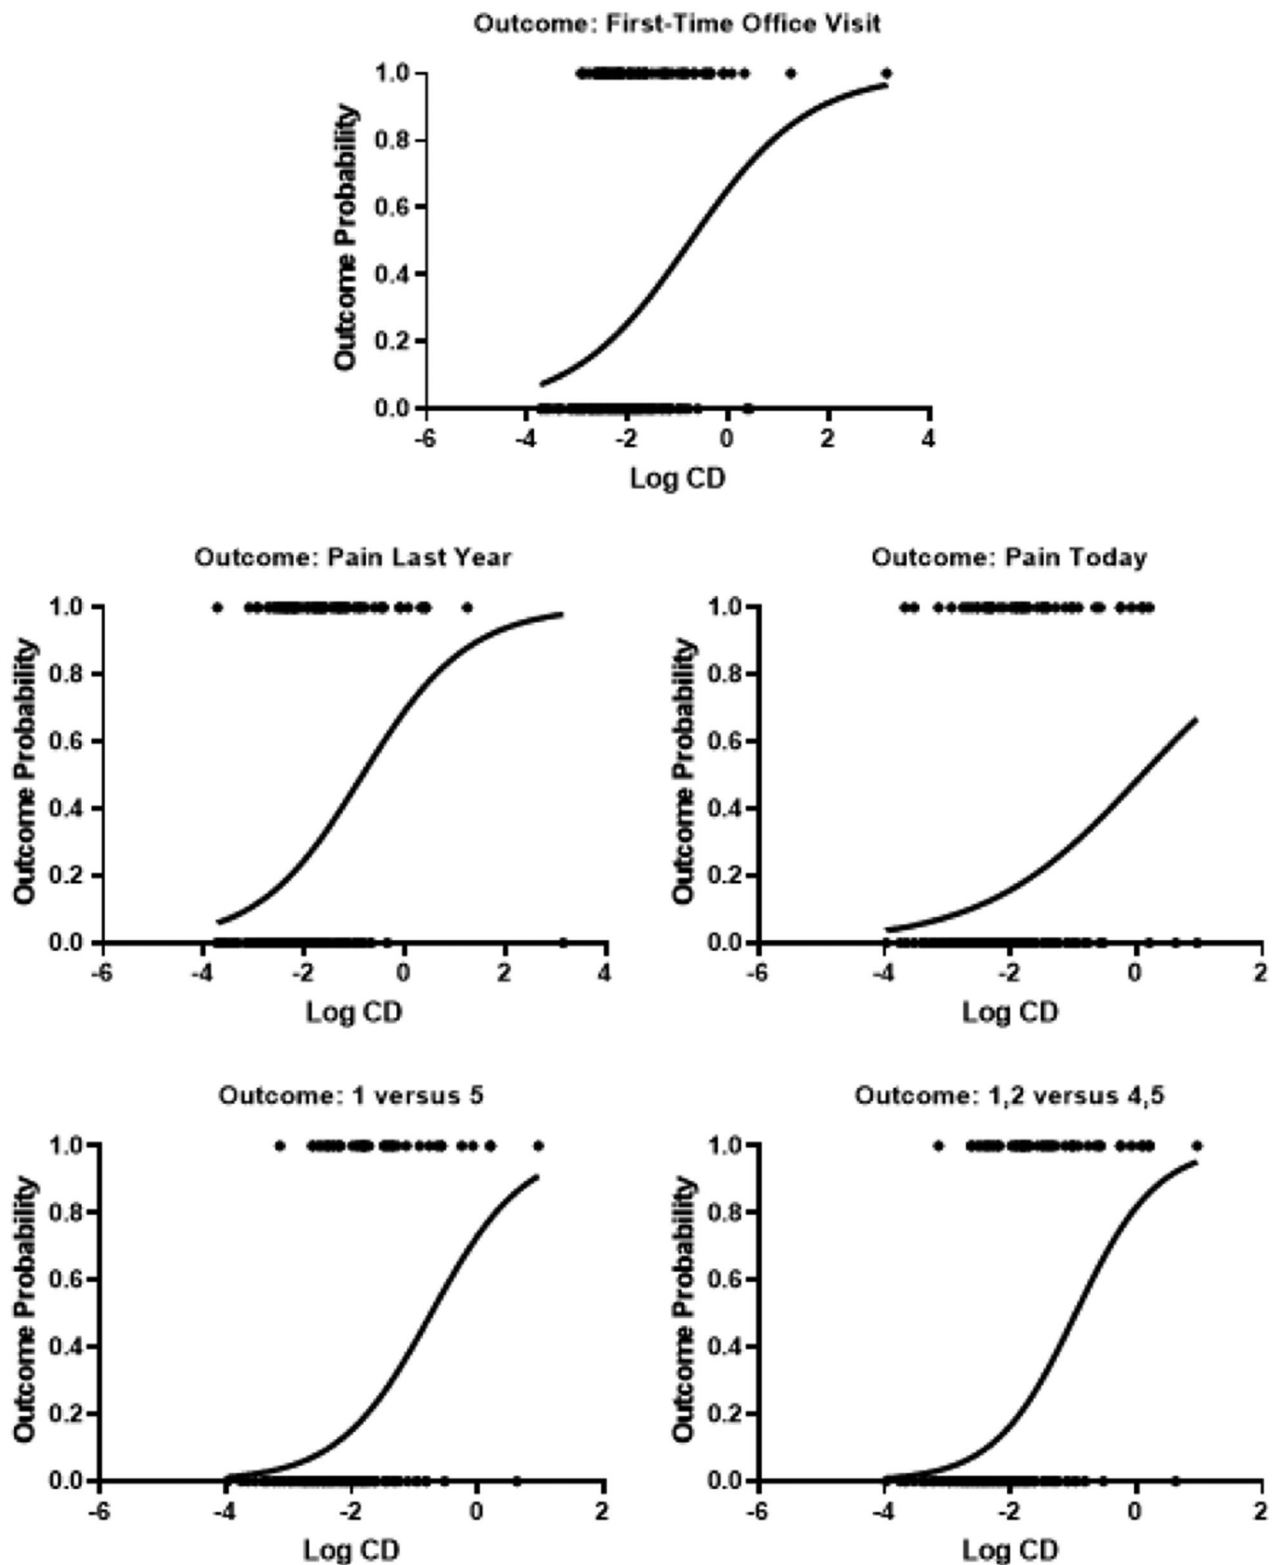 Outcome: First-Time Office Visit
1.0
0.8
0.6
0.4
0.2
0.0
Outcome Probability
-6 -4 -2 0 2 4
Log CD
Outcome: Pain Last Year
1.0
0.8
0.6
0.4
0.2
0.0
Outcome Probability
-6 -4 -2 0 2 4
Log CD
Outcome: Pain Today
1.0
0.8
0.6
0.4
0.2
0.0
Outcome Probability
-6 -4 -2 0 2
Log CD
Outcome: 1 versus 5
1.0
0.8
0.6
0.4
0.2
0.0
Outcome Probability
-6 -4 -2 0 2
Log CD
Outcome: 1,2 versus 4,5
1.0
0.8
0.6
0.4
0.2
0.0
Outcome Probability
-6 -4 -2 0 2
Log CD